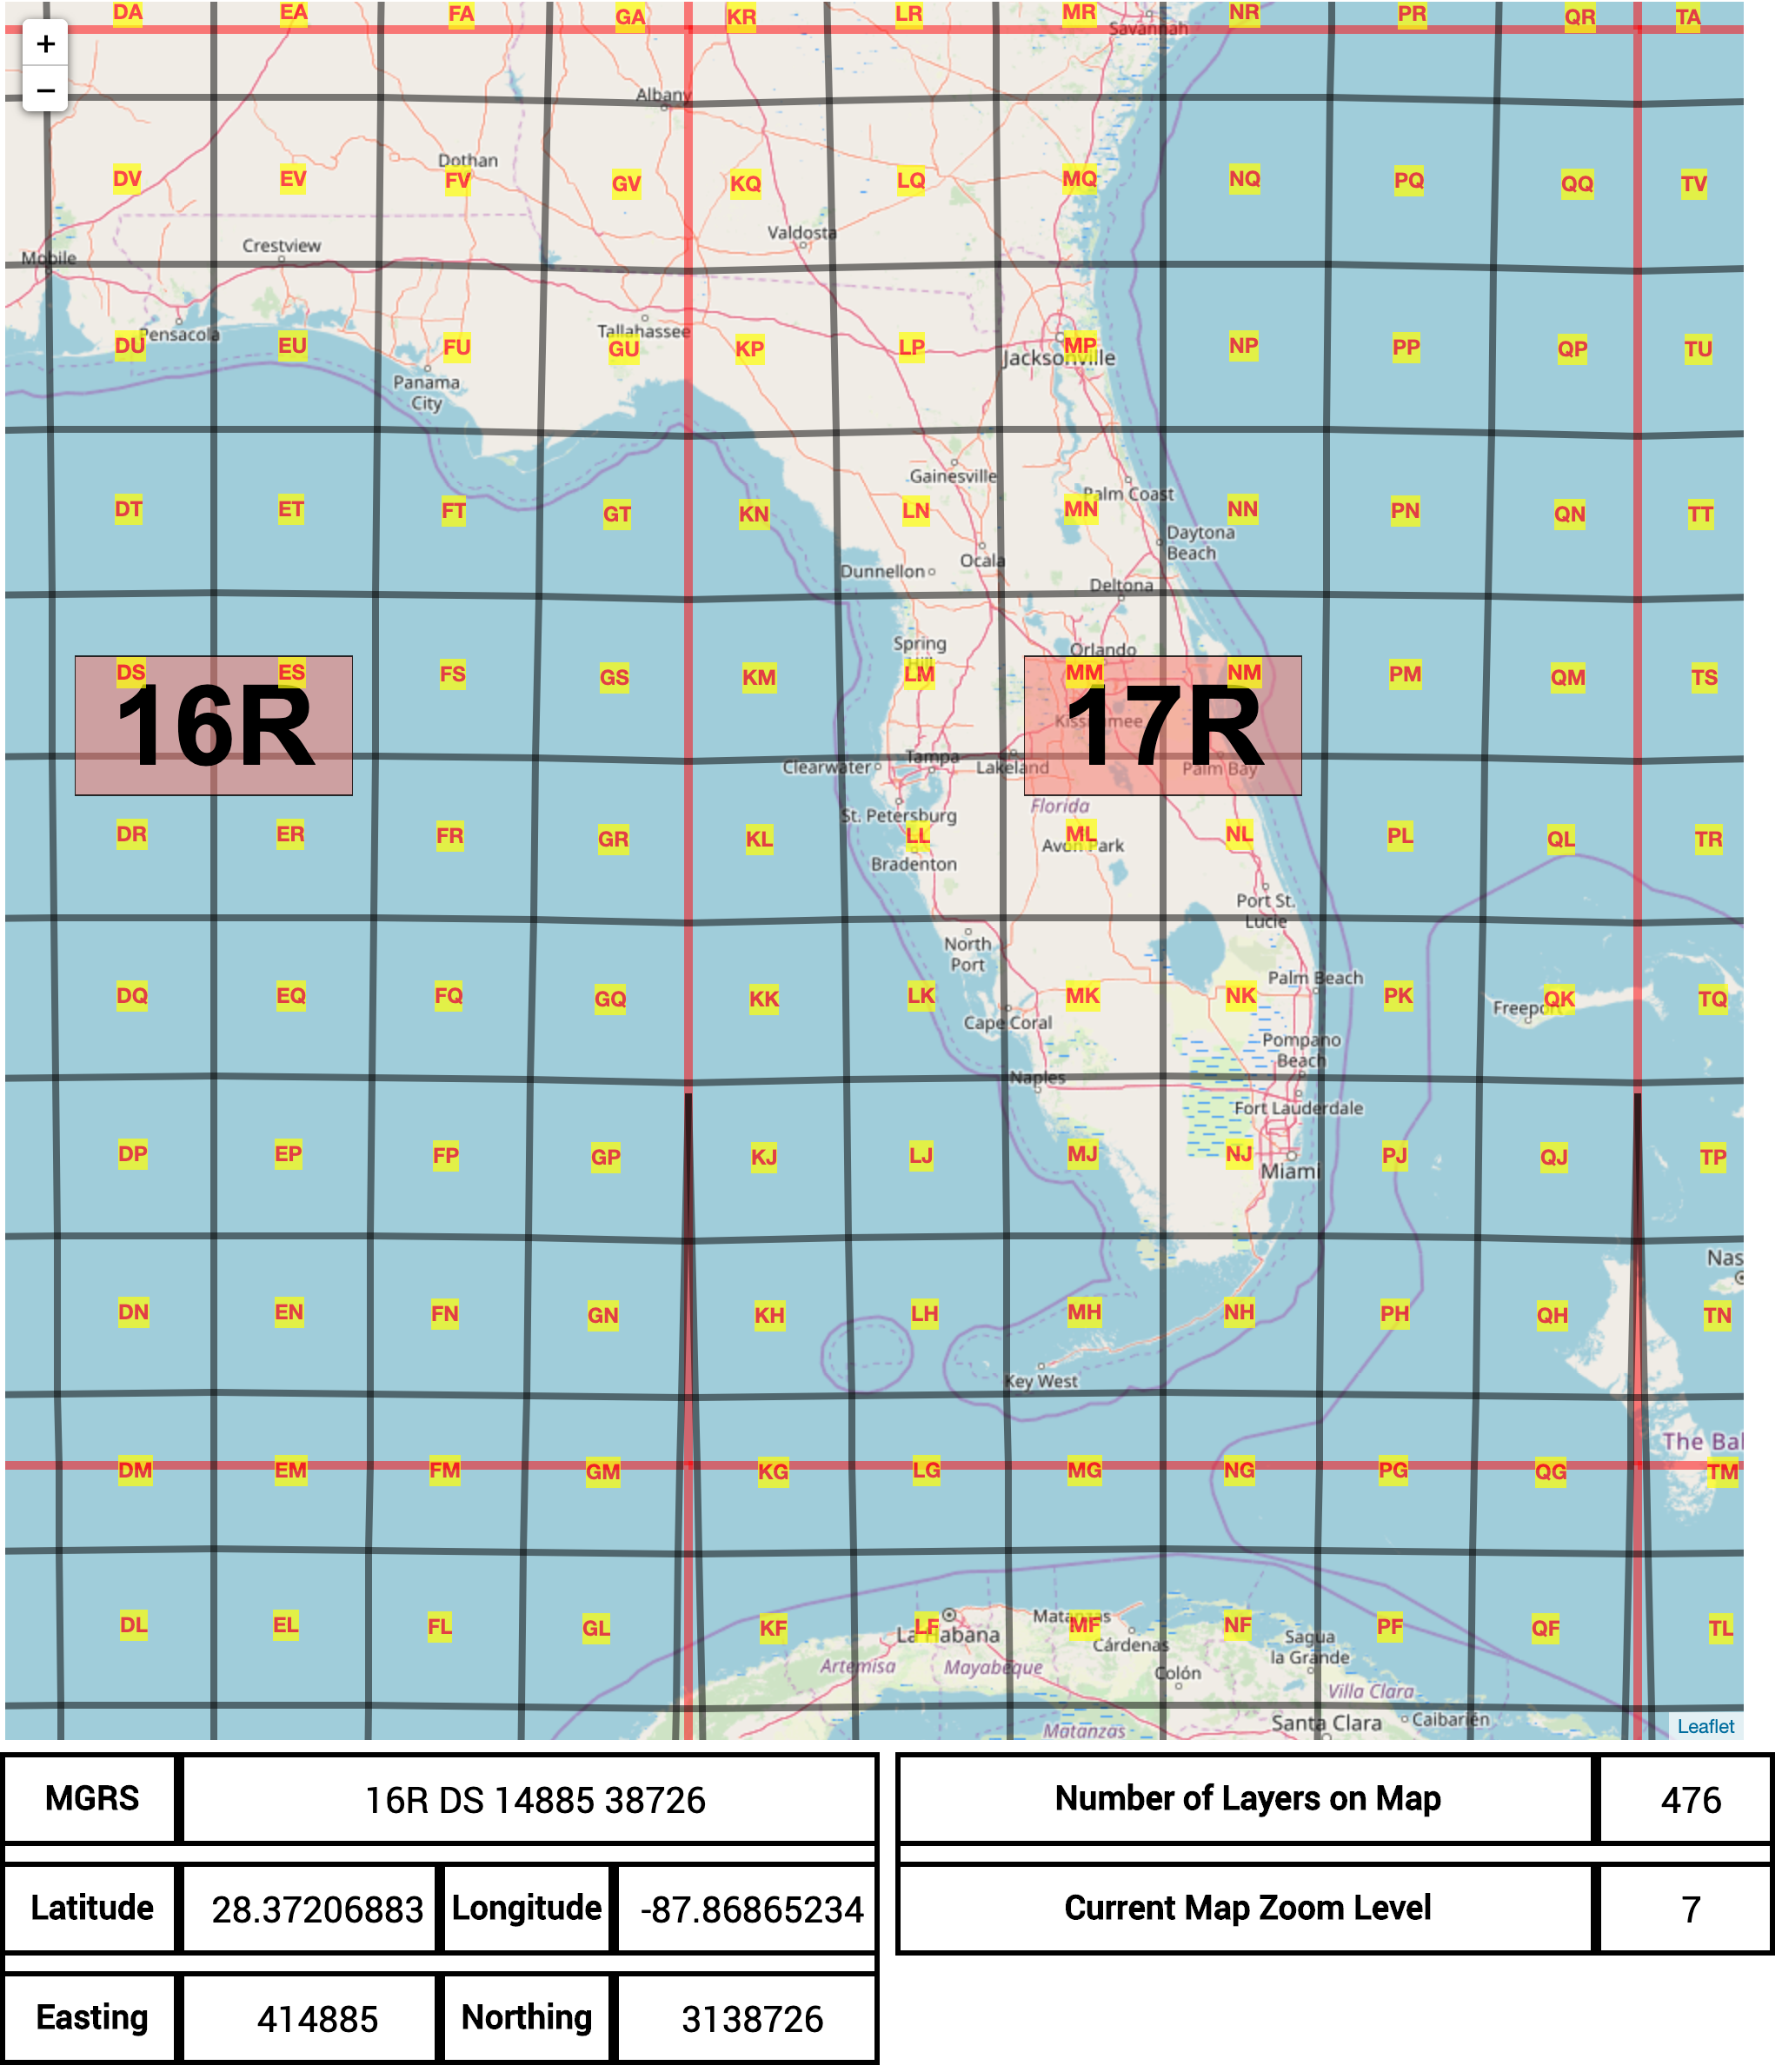 DA EA FA GA KR LR MR NR PR QR TA
Savannah
+
−
Albany
Dothan
DV EV FV GV KQ LQ MQ NQ PQ QQ TV
Valdosta
Crestview
Mobile
Tallahassee
Pensacola
DU EU FU GU KP LP MP NP PP QP TU
Jacksonville
Panama
City
Gainesville
Palm Coast
DT ET FT GT KN LN MN NN PN QN TT
Daytona
Beach
Ocala
Dunnellon
Deltona
Spring
Hill
Orlando
DS ES FS GS KM LM MM NM PM QM TS
16R
17R
Kissimmee
Tampa
Clearwater
Lakeland
Palm Bay
Florida
St. Petersburg
DR ER FR GR KL LL ML NL PL QL TR
Avon Park
Bradenton
Port St.
Lucie
North
Port
Palm Beach
DQ EQ FQ GQ KK LK MK NK PK QK TQ
Freeport
Cape Coral
Pompano
Beach
Naples
Fort Lauderdale
DP EP FP GP KJ LJ MJ NJ PJ QJ TP
Miami
Nas
DN EN FN GN KH LH MH NH PH QH TN
Key West
The Bal
DM EM FM GM KG LG MG NG PG QG TM
Matanzas
DL EL FL GL KF LF MF NF PF QF TL
La Habana
Cárdenas
Sagua
la Grande
Artemisa
Mayabeque
Colón
Villa Clara
Santa Clara
Caibarién
Matanzas
Leaflet
MGRS 16R DS 14885 38726
Number of Layers on Map 476
Latitude 28.37206883 Longitude -87.86865234
Current Map Zoom Level 7
Easting 414885 Northing 3138726